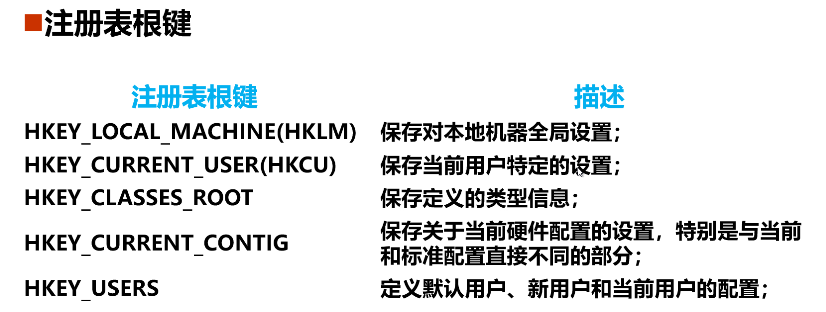 注册表根键
注册表根键 描述
HKEY_LOCAL_MACHINE(HKLM) 保存对本地机器全局设置；
HKEY_CURRENT_USER(HKCU) 保存当前用户特定的设置；
HKEY_CLASSES_ROOT 保存定义的类型信息；
HKEY_CURRENT_CONTIG 保存关于当前硬件配置的设置，特别是与当前
和标准配置直接不同的部分；
HKEY_USERS 定义默认用户、新用户和当前用户的配置；